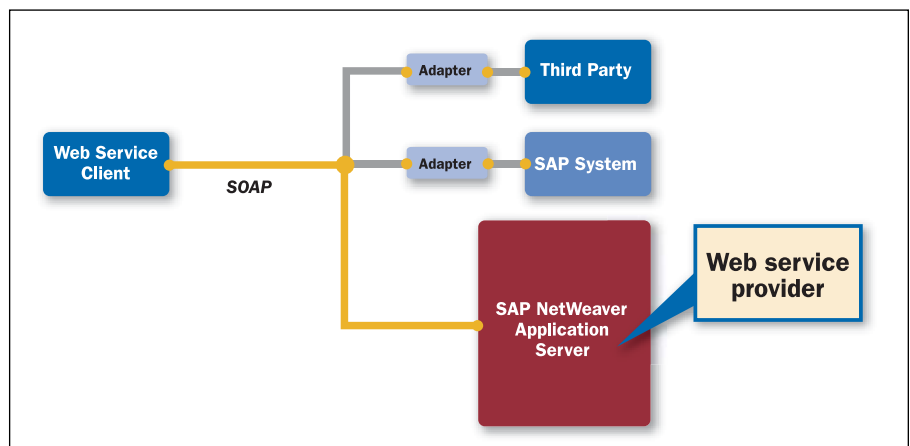 Adapter
Third Party
Web Service
Client
SOAP
Adapter
SAP System
SAP NetWeaver
Application
Server
Web service
provider